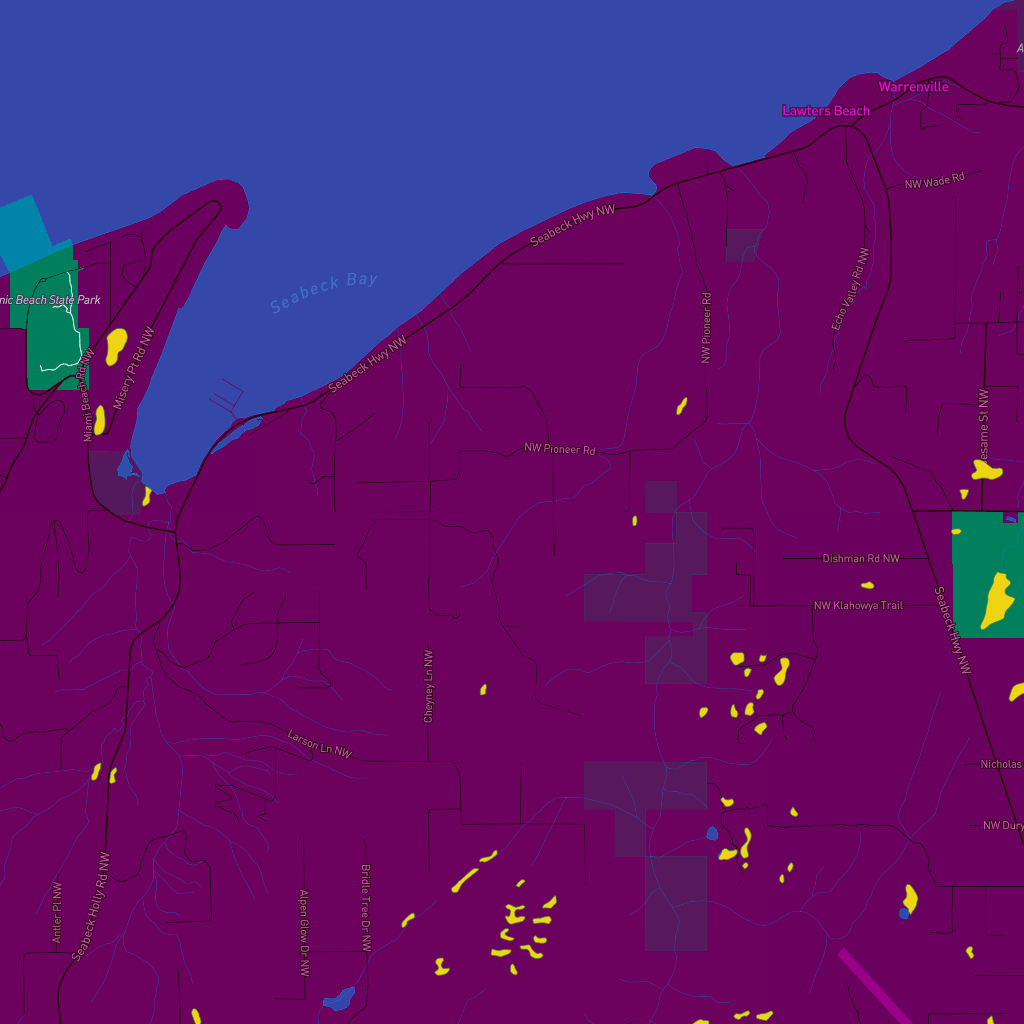 Warrenville
Lawters Beach
NW Wade Rd
Seabeck Hwy NW
Seabeck Bay
Echo Valley Rd NW
NW Pioneer Rd
nic Beach State Park
Seabeck Hwy NW
Misery Pt Rd NW
Miami Beach Rd NW
esame St NW
NW Pioneer Rd
Dishman Rd NW
NW Klahowya Trail
Seabeck Hwy NW
Cheyney Ln NW
Larson Ln NW
Nicholas
NW Dury
Seabeck Holly Rd NW
Antler Pl NW
Alpen Glow Dr NW
Bridle Tree Dr NW